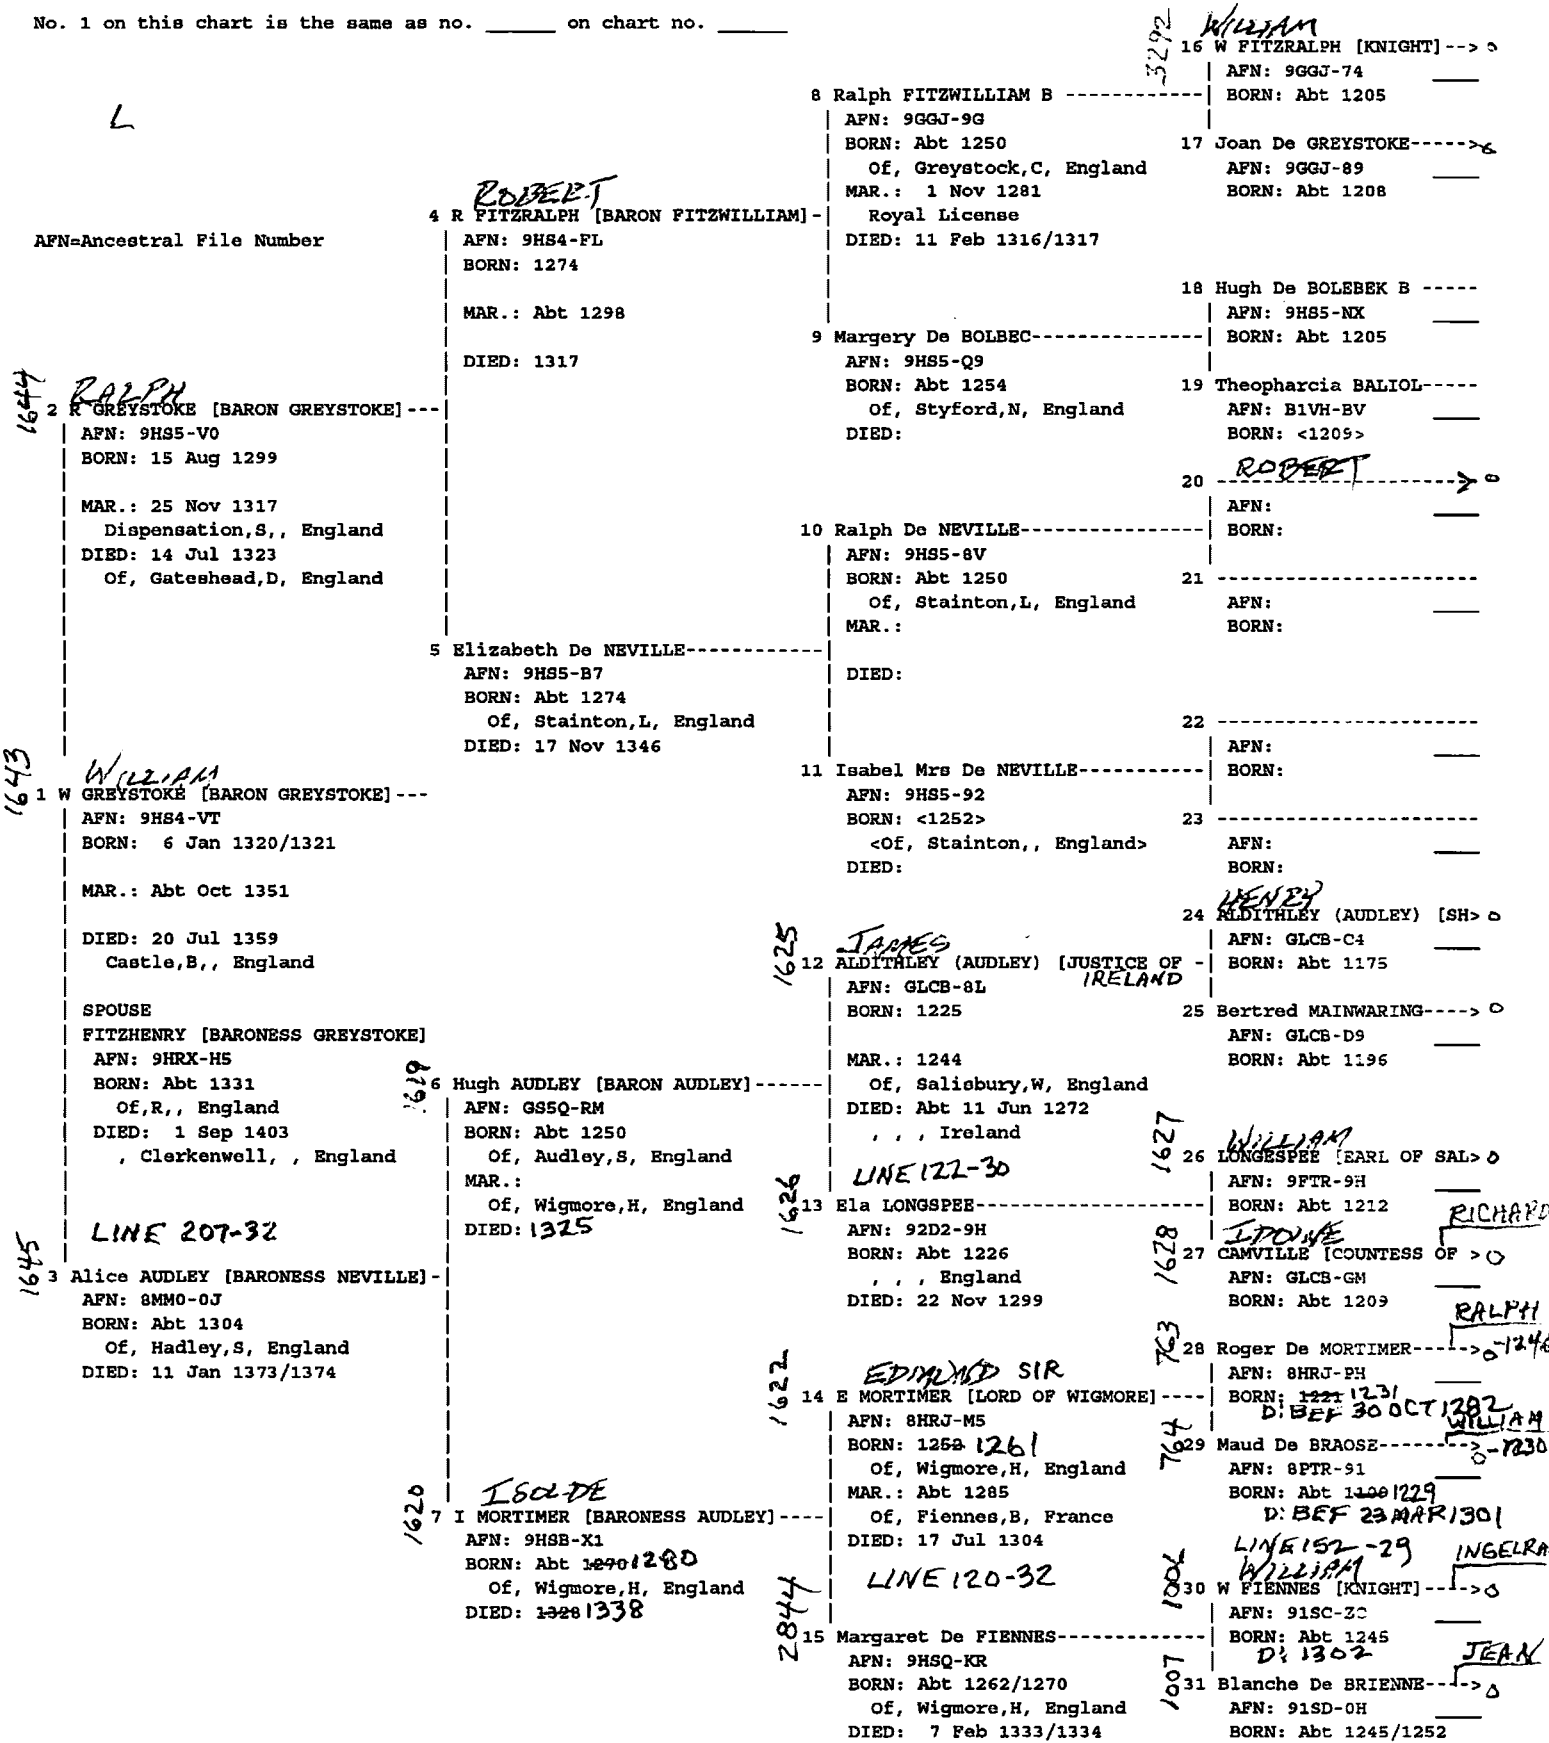 No. 1 on this chart is the same as no. ______ on chart no. ______
L
AFN=Ancestral File Number
1644
RALPH
2 R GREYSTOKE [BARON GREYSTOKE]---
AFN: 9HS5-V0
BORN: 15 Aug 1299
MAR.: 25 Nov 1317
Dispensation,S,, England
DIED: 14 Jul 1323
Of, Gateshead,D, England
1643
WILLIAM
1 W GREYSTOKE [BARON GREYSTOKE]---
AFN: 9HS4-VT
BORN: 6 Jan 1320/1321
MAR.: Abt Oct 1351
DIED: 20 Jul 1359
Castle,B,, England
SPOUSE
FITZHENRY [BARONESS GREYSTOKE]
AFN: 9HRX-H5
BORN: Abt 1331
Of,R,, England
DIED: 1 Sep 1403
, Clerkenwell, , England
LINE 207-32
1645
3 Alice AUDLEY [BARONESS NEVILLE]-
AFN: 8MM0-0J
BORN: Abt 1304
Of, Hadley,S, England
DIED: 11 Jan 1373/1374
ROBERT
4 R FITZRALPH [BARON FITZWILLIAM]-
AFN: 9HS4-FL
BORN: 1274
MAR.: Abt 1298
DIED: 1317
5 Elizabeth De NEVILLE------------
AFN: 9HS5-B7
BORN: Abt 1274
Of, Stainton,L, England
DIED: 17 Nov 1346
1619
6 Hugh AUDLEY [BARON AUDLEY]------
AFN: GS5Q-RM
BORN: Abt 1250
Of, Audley,S, England
MAR.:
Of, Wigmore,H, England
DIED: 1325
1620
ISOLDE
7 I MORTIMER [BARONESS AUDLEY]----
AFN: 9HSB-X1
BORN: Abt 1270 1280
Of, Wigmore,H, England
DIED: 1328 1338
8 Ralph FITZWILLIAM B ------------
AFN: 9GGJ-9G
BORN: Abt 1250
Of, Greystock,C, England
MAR.: 1 Nov 1281
Royal License
DIED: 11 Feb 1316/1317
9 Margery De BOLBEC---------------
AFN: 9HS5-Q9
BORN: Abt 1254
Of, Styford,N, England
DIED:
10 Ralph De NEVILLE----------------
AFN: 9HS5-8V
BORN: Abt 1250
Of, Stainton,L, England
MAR.:
DIED:
11 Isabel Mrs De NEVILLE-----------
AFN: 9HS5-92
BORN: <1252>
<Of, Stainton,, England>
DIED:
1625
JAMES
12 ALDITHLEY (AUDLEY) [JUSTICE OF -
IRELAND
AFN: GLCB-8L
BORN: 1225
MAR.: 1244
Of, Salisbury,W, England
DIED: Abt 11 Jun 1272
, , , Ireland
LINE 122-30
1626
13 Ela LONGSPEE--------------------
AFN: 92D2-9H
BORN: Abt 1226
, , , England
DIED: 22 Nov 1299
1622
EDMUND SIR
14 E MORTIMER [LORD OF WIGMORE]----
AFN: 8HRJ-M5
BORN: 1252 1261
Of, Wigmore,H, England
MAR.: Abt 1285
Of, Fiennes,B, France
DIED: 17 Jul 1304
LINE 120-32
2844
15 Margaret De FIENNES-------------
AFN: 9HSQ-KR
BORN: Abt 1262/1270
Of, Wigmore,H, England
DIED: 7 Feb 1333/1334
3292
WILLIAM
16 W FITZRALPH [KNIGHT]-->
AFN: 9GGJ-74
BORN: Abt 1205
17 Joan De GREYSTOKE----->
AFN: 9GGJ-89
BORN: Abt 1208
18 Hugh De BOLEBEK B -----
AFN: 9HS5-NX
BORN: Abt 1205
19 Theopharcia BALIOL-----
AFN: B1VH-BV
BORN: <1209>
ROBERT
20 ----------------------> 0
AFN:
BORN:
21 -----------------------
AFN:
BORN:
22 -----------------------
AFN:
BORN:
23 -----------------------
AFN:
BORN:
HENRY
24 ALDITHLEY (AUDLEY) [SH> 0
AFN: GLCB-C4
BORN: Abt 1175
25 Bertred MAINWARING----> 0
AFN: GLCB-D9
BORN: Abt 1196
1627
WILLIAM
26 LONGESPEE [EARL OF SAL> 0
AFN: 9FTR-9H
BORN: Abt 1212
RICHARD
1628
IDOINE
27 CAMVILLE [COUNTESS OF > 0
AFN: GLCB-GM
BORN: Abt 1209
RALPH
763
28 Roger De MORTIMER-----> 0 -1246
AFN: 8HRJ-PH
BORN: 1221 1231
D: BEF 30 OCT 1282
WILLIAM
764
29 Maud De BRAOSE--------> 0 -1230
AFN: 8PTR-91
BORN: Abt 1229
D: BEF 23 MAR 1301
LINE 152-29
INGELRA
1006
WILLIAM
30 W FIENNES [KNIGHT]----> 0
AFN: 91SC-ZC
BORN: Abt 1245
D: 1302
JEAN
1007
31 Blanche De BRIENNE----> 0
AFN: 91SD-0H
BORN: Abt 1245/1252